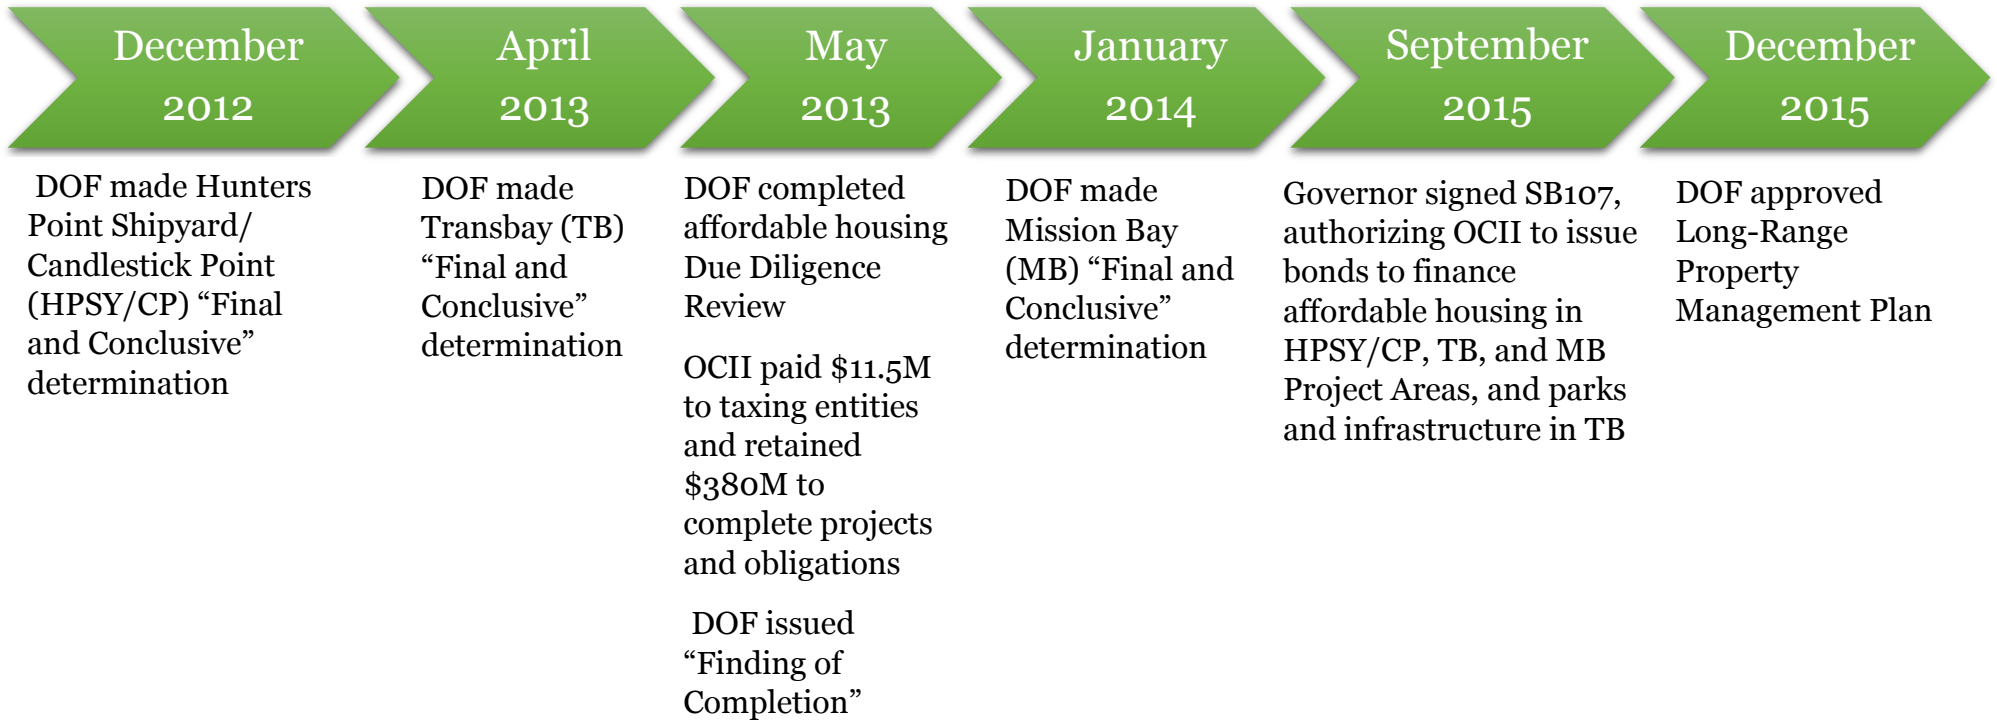 December
2012
April
2013
May
2013
January
2014
September
2015
December
2015
DOF made Hunters
Point Shipyard/
Candlestick Point
(HPSY/CP) “Final
and Conclusive”
determination
DOF made
Transbay (TB)
“Final and
Conclusive”
determination
DOF completed
affordable housing
Due Diligence
Review
OCII paid $11.5M
to taxing entities
and retained
$380M to
complete projects
and obligations
DOF issued
“Finding of
Completion”
DOF made
Mission Bay
(MB) “Final and
Conclusive”
determination
Governor signed SB107,
authorizing OCII to issue
bonds to finance
affordable housing in
HPSY/CP, TB, and MB
Project Areas, and parks
and infrastructure in TB
DOF approved
Long-Range
Property
Management Plan